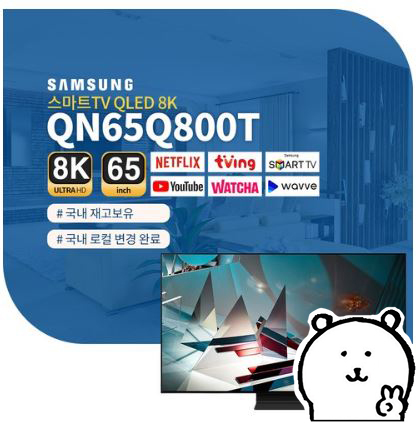 SAMSUNG
스마트TV QLED 8K
QN65Q800T
8K ULTRA HD
65 inch
NETFLIX tving Samsung SMART TV
YouTube WATCHA wavve
# 국내 재고보유
# 국내 로컬 변경 완료